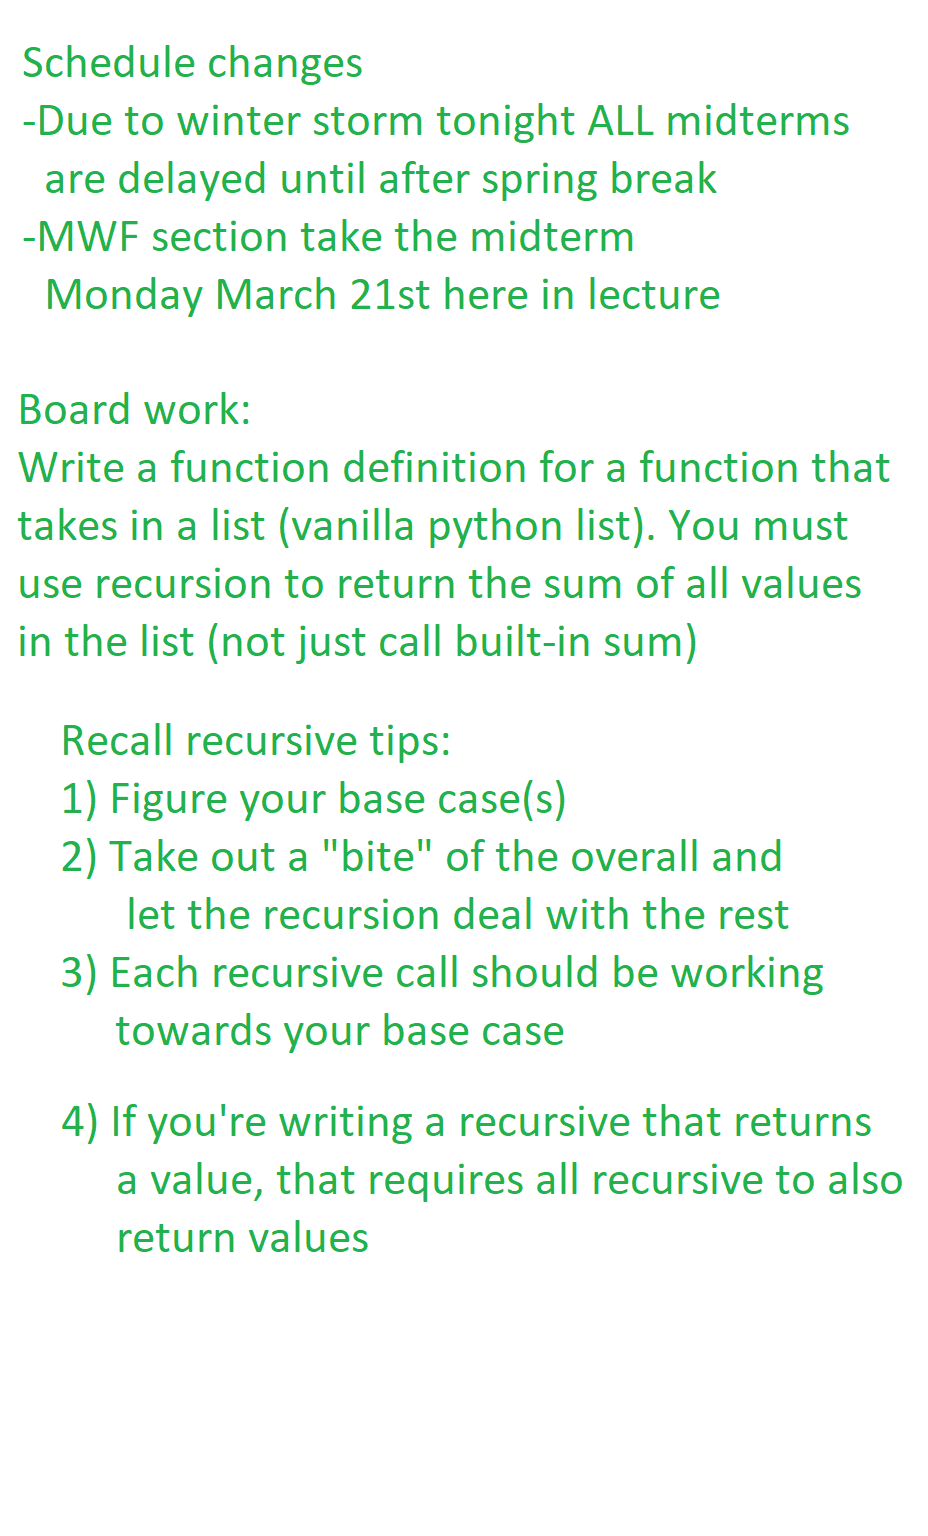 Schedule changes
-Due to winter storm tonight ALL midterms
are delayed until after spring break
-MWF section take the midterm
Monday March 21st here in lecture
Board work:
Write a function definition for a function that
takes in a list (vanilla python list). You must
use recursion to return the sum of all values
in the list (not just call built-in sum)
Recall recursive tips:
1) Figure your base case(s)
2) Take out a "bite" of the overall and
let the recursion deal with the rest
3) Each recursive call should be working
towards your base case
4) If you're writing a recursive that returns
a value, that requires all recursive to also
return values